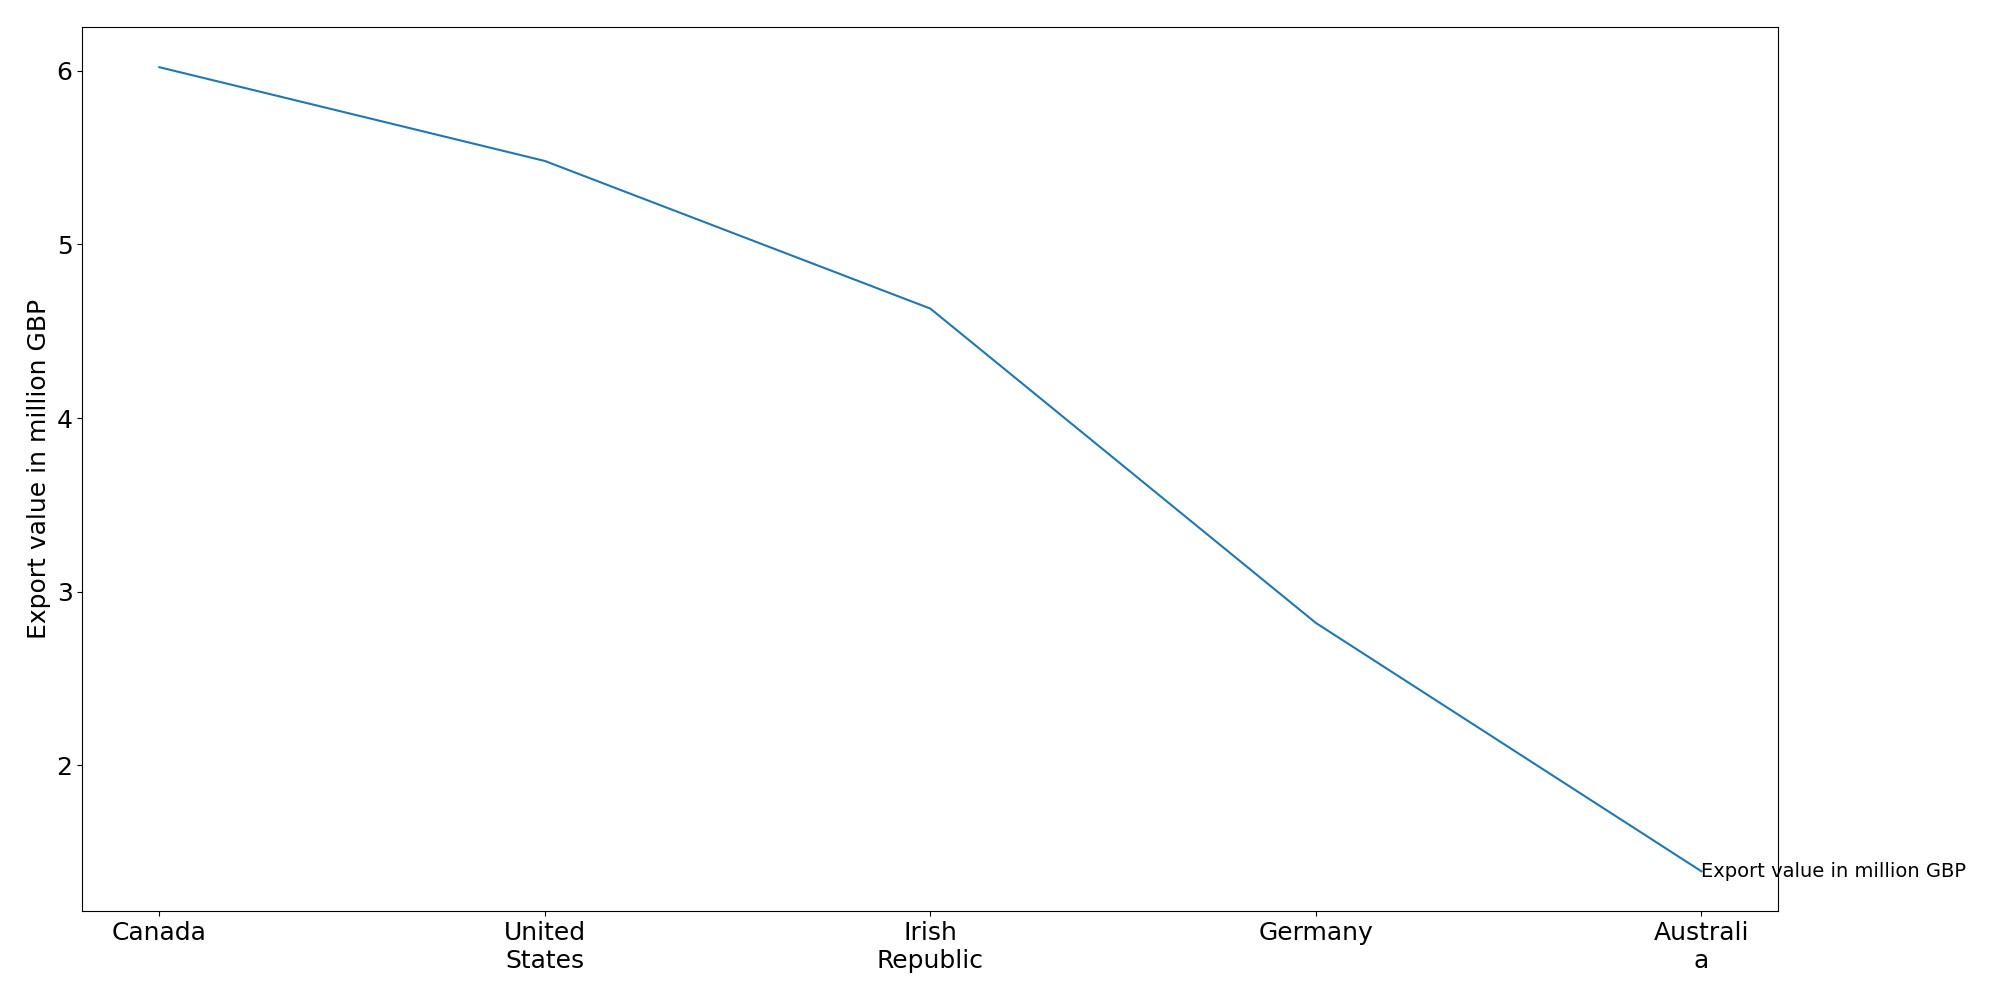 Export value in million GBP
6
5
4
3
2
Export value in million GBP
Canada
United
States
Irish
Republic
Germany
Australi
a